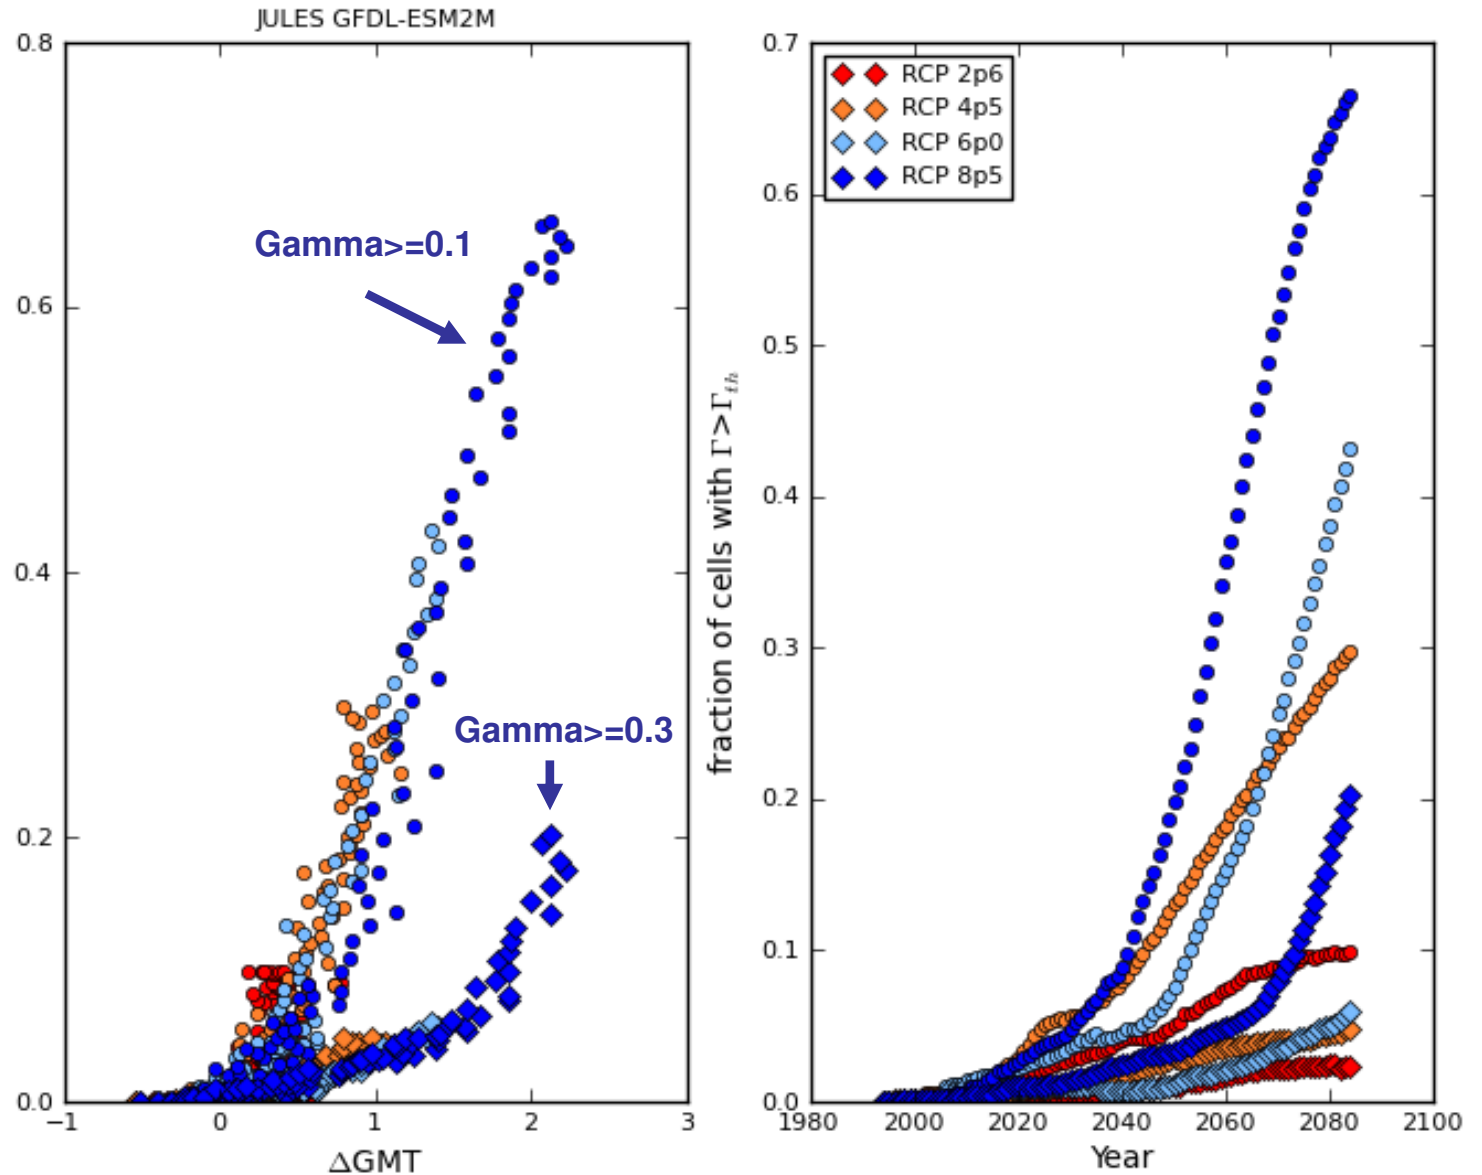 JULES GFDL-ESM2M
0.8
0.6
0.4
0.2
0.0
−1
0
1
2
3
ΔGMT
Gamma>=0.1
Gamma>=0.3
fraction of cells with Γ>Γth
0.7
0.6
0.5
0.4
0.3
0.2
0.1
0.0
1980
2000
2020
2040
2060
2080
2100
Year
RCP 2p6
RCP 4p5
RCP 6p0
RCP 8p5